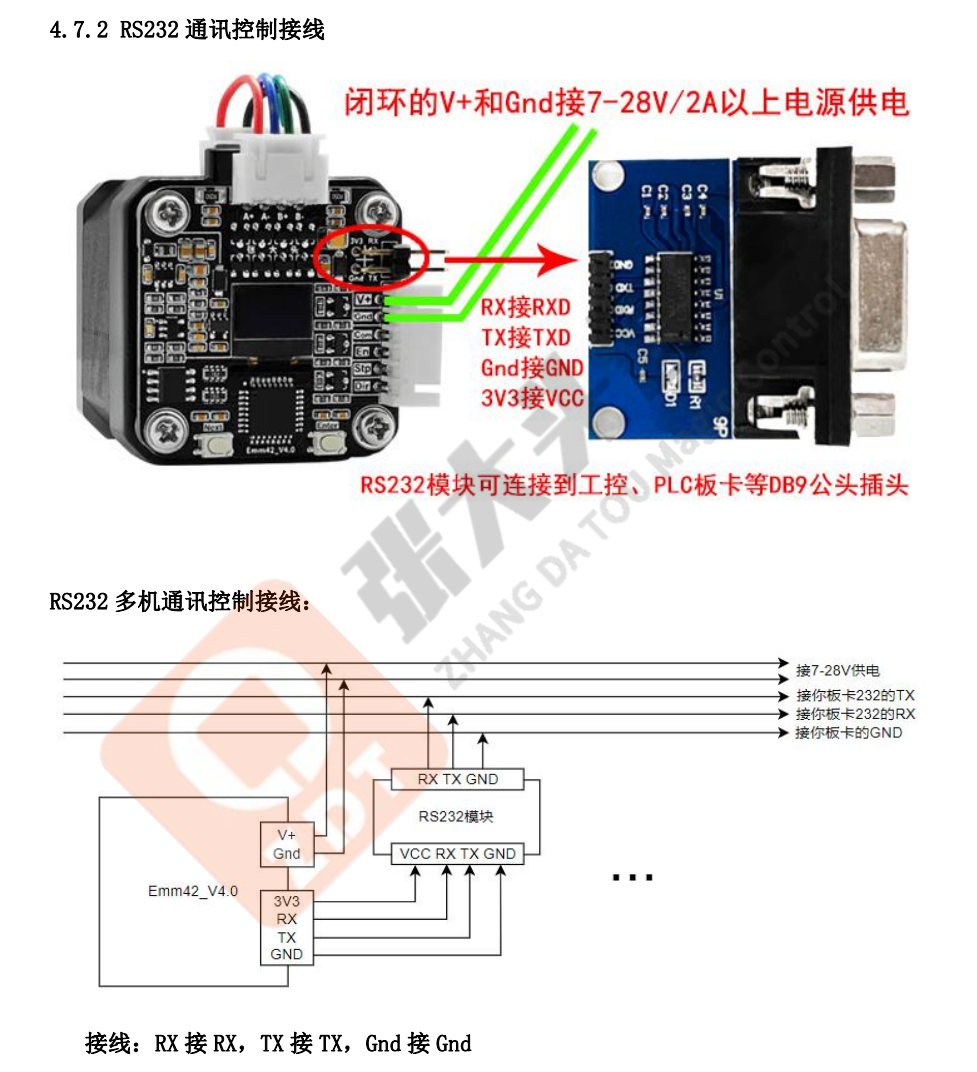 4.7.2 RS232 通讯控制接线
闭环的V+和Gnd接7-28V/2A以上电源供电
A+ A- B+ B-
3V3 RX
Gnd TX
V+
Gnd
Com
En
Stp
Dir
Next
Enter
Emm42_V4.0
RX接RXD
TX接TXD
Gnd接GND
3V3接VCC
C1
C2
C3
C4
GND
TXD
RXD
VCC
U1
C5
D1
R1
9P
RS232模块可连接到工控、PLC板卡等DB9公头插头
张大头
ZHANG DA TOU Motor Control
RS232 多机通讯控制接线：
接7-28V供电
接你板卡232的TX
接你板卡232的RX
接你板卡的GND
RX TX GND
RS232模块
VCC RX TX GND
V+
Gnd
Emm42_V4.0
3V3
RX
TX
GND
ZDT
...
接线：RX 接 RX，TX 接 TX，Gnd 接 Gnd